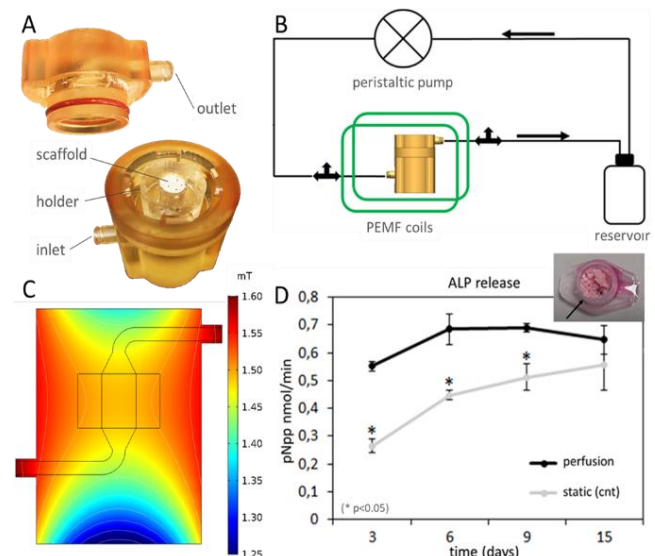 A
outlet
scaffold
holder
inlet
B
peristaltic pump
PEMF coils
reservoir
C
mT
1.60
1.55
1.50
1.45
1.40
1.35
1.30
1.25
D
ALP release
pNpp nmol/min
0,8
0,7
0,6
0,5
0,4
0,3
0,2
0,1
0
*
*
*
perfusion
static (cnt)
(* p<0.05)
3
6
9
15
time (days)